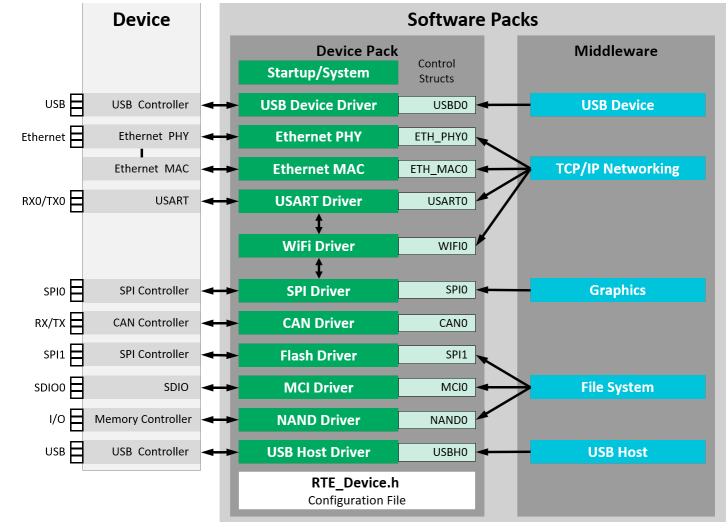 Device
Software Packs
Device Pack
Control
Structs
Middleware
Startup/System
USB
USB Controller
USB Device Driver
USBD0
USB Device
Ethernet
Ethernet PHY
Ethernet PHY
ETH_PHY0
Ethernet MAC
Ethernet MAC
ETH_MAC0
TCP/IP Networking
RX0/TX0
USART
USART Driver
USART0
WiFi Driver
WIFI0
SPI0
SPI Controller
SPI Driver
SPI0
Graphics
RX/TX
CAN Controller
CAN Driver
CAN0
SPI1
SPI Controller
Flash Driver
SPI1
SDIO0
SDIO
MCI Driver
MCI0
File System
I/O
Memory Controller
NAND Driver
NAND0
USB
USB Controller
USB Host Driver
USBH0
USB Host
RTE_Device.h
Configuration File